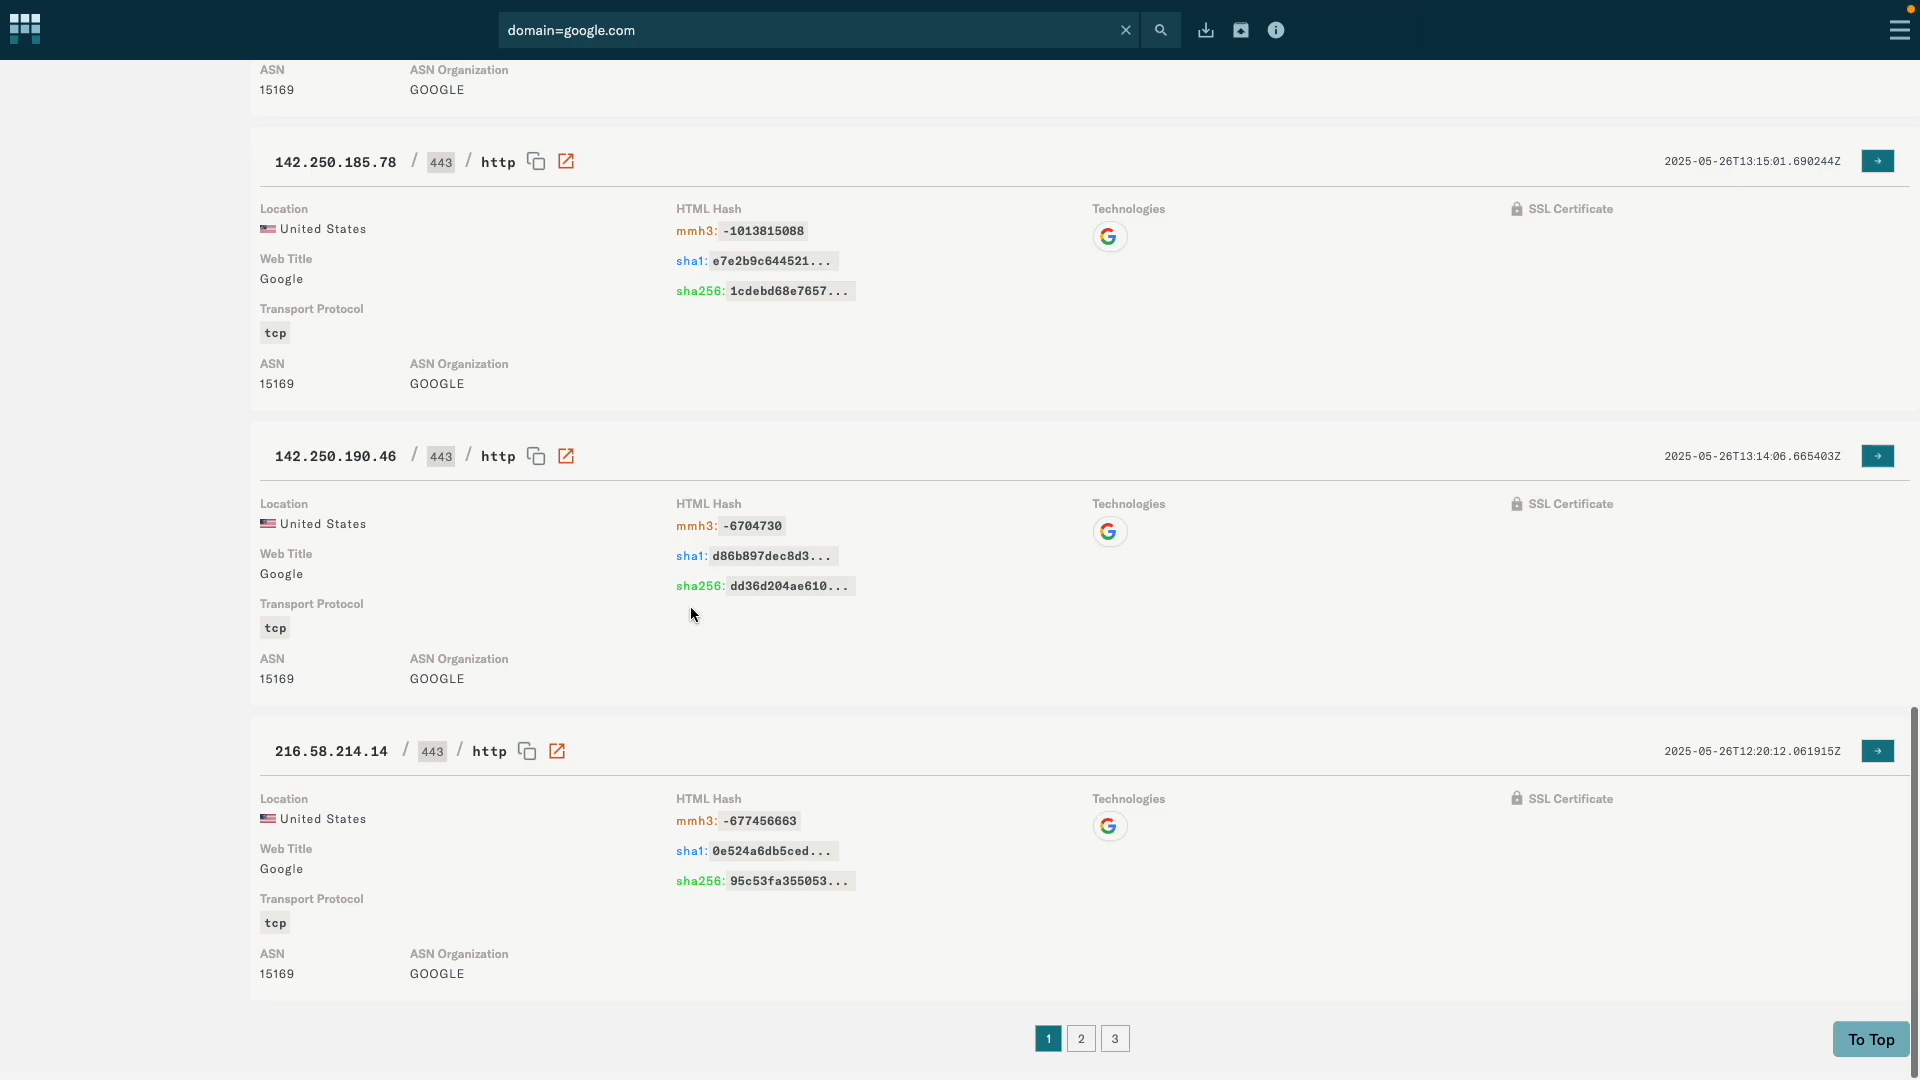 domain=google.com
ASN ASN Organization
15169 GOOGLE
142.250.185.78 / 443 / http 2025-05-26T13:15:01.690244Z
Location HTML Hash Technologies SSL Certificate
United States mmh3: -1013815088
Web Title sha1: e7e2b9c644521...
Google sha256: 1cdebd68e7657...
Transport Protocol
tcp
ASN ASN Organization
15169 GOOGLE
142.250.190.46 / 443 / http 2025-05-26T13:14:06.665403Z
Location HTML Hash Technologies SSL Certificate
United States mmh3: -6704730
Web Title sha1: d86b897dec8d3...
Google sha256: dd36d204ae610...
Transport Protocol
tcp
ASN ASN Organization
15169 GOOGLE
216.58.214.14 / 443 / http 2025-05-26T12:20:12.061915Z
Location HTML Hash Technologies SSL Certificate
United States mmh3: -677456663
Web Title sha1: 0e524a6db5ced...
Google sha256: 95c53fa355053...
Transport Protocol
tcp
ASN ASN Organization
15169 GOOGLE
1 2 3 To Top